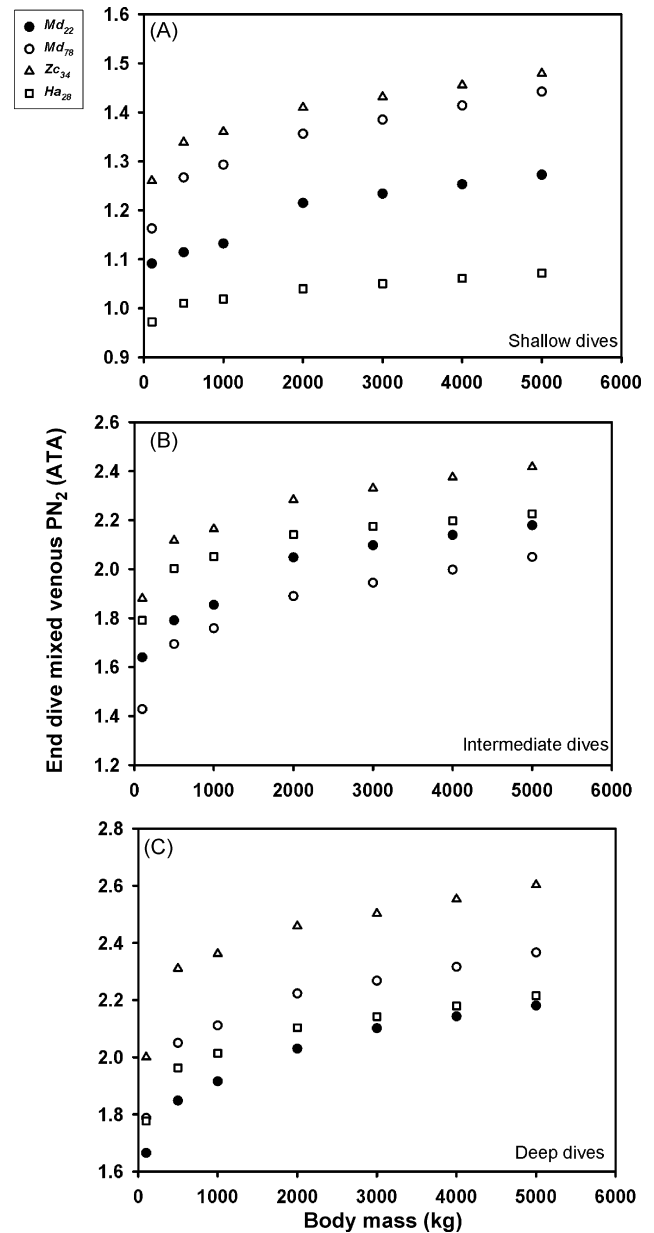 Md22
Md78
Zc34
Ha28
(A)
1.6
1.5
1.4
1.3
1.2
1.1
1.0
0.9
Shallow dives
0 1000 2000 3000 4000 5000 6000
(B)
2.6
2.4
2.2
2.0
1.8
1.6
1.4
1.2
Intermediate dives
0 1000 2000 3000 4000 5000 6000
End dive mixed venous PN2 (ATA)
(C)
2.8
2.6
2.4
2.2
2.0
1.8
1.6
Deep dives
0 1000 2000 3000 4000 5000 6000
Body mass (kg)